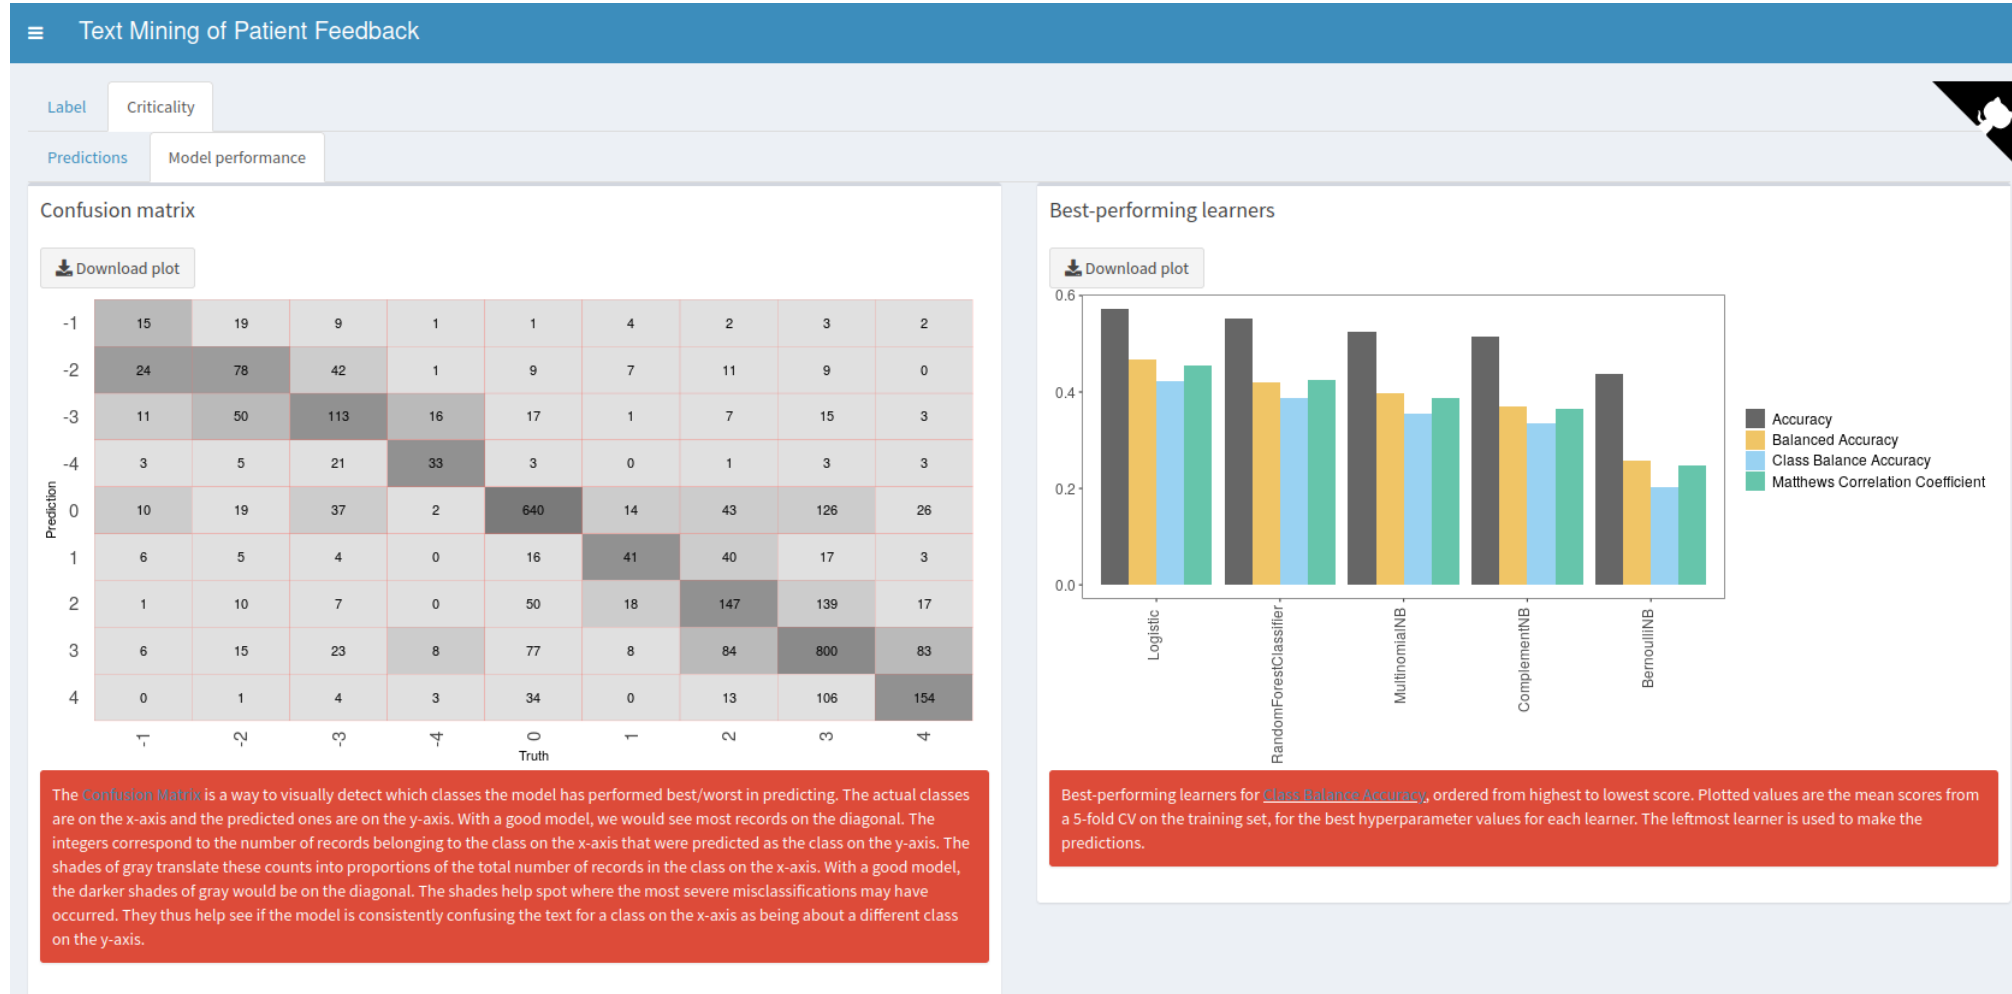 Text Mining of Patient Feedback
Label Criticality
Predictions Model performance
Confusion matrix
Download plot
-1 15 19 9 1 1 4 2 3 2
-2 24 78 42 1 9 7 11 9 0
-3 11 50 113 16 17 1 7 15 3
-4 3 5 21 33 3 0 1 3 3
0 10 19 37 2 640 14 43 126 26
1 6 5 4 0 16 41 40 17 3
2 1 10 7 0 50 18 147 139 17
3 6 15 23 8 77 8 84 800 83
4 0 1 4 3 34 0 13 106 154
Prediction
-1 -2 -3 -4 0 1 2 3 4
Truth
The Confusion Matrix is a way to visually detect which classes the model has performed best/worst in predicting. The actual classes
are on the x-axis and the predicted ones are on the y-axis. With a good model, we would see most records on the diagonal. The
integers correspond to the number of records belonging to the class on the x-axis that were predicted as the class on the y-axis. The
shades of gray translate these counts into proportions of the total number of records in the class on the x-axis. With a good model,
the darker shades of gray would be on the diagonal. The shades help spot where the most severe misclassifications may have
occurred. They thus help see if the model is consistently confusing the text for a class on the x-axis as being about a different class
on the y-axis.
Best-performing learners
Download plot
0.6
0.4
0.2
0.0
Logistic
RandomForestClassifier
MultinomialNB
ComplementNB
BernoulliNB
Accuracy
Balanced Accuracy
Class Balance Accuracy
Matthews Correlation Coefficient
Best-performing learners for Class Balance Accuracy, ordered from highest to lowest score. Plotted values are the mean scores from
a 5-fold CV on the training set, for the best hyperparameter values for each learner. The leftmost learner is used to make the
predictions.